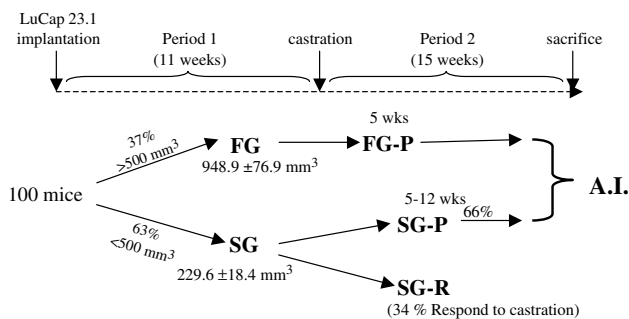 LuCap 23.1
implantation
Period 1
(11 weeks)
castration
Period 2
(15 weeks)
sacrifice
100 mice
37%
>500 mm3
FG
948.9 ±76.9 mm3
5 wks
FG-P
63%
<500 mm3
SG
229.6 ±18.4 mm3
5-12 wks
SG-P
66%
SG-R
(34 % Respond to castration)
A.I.